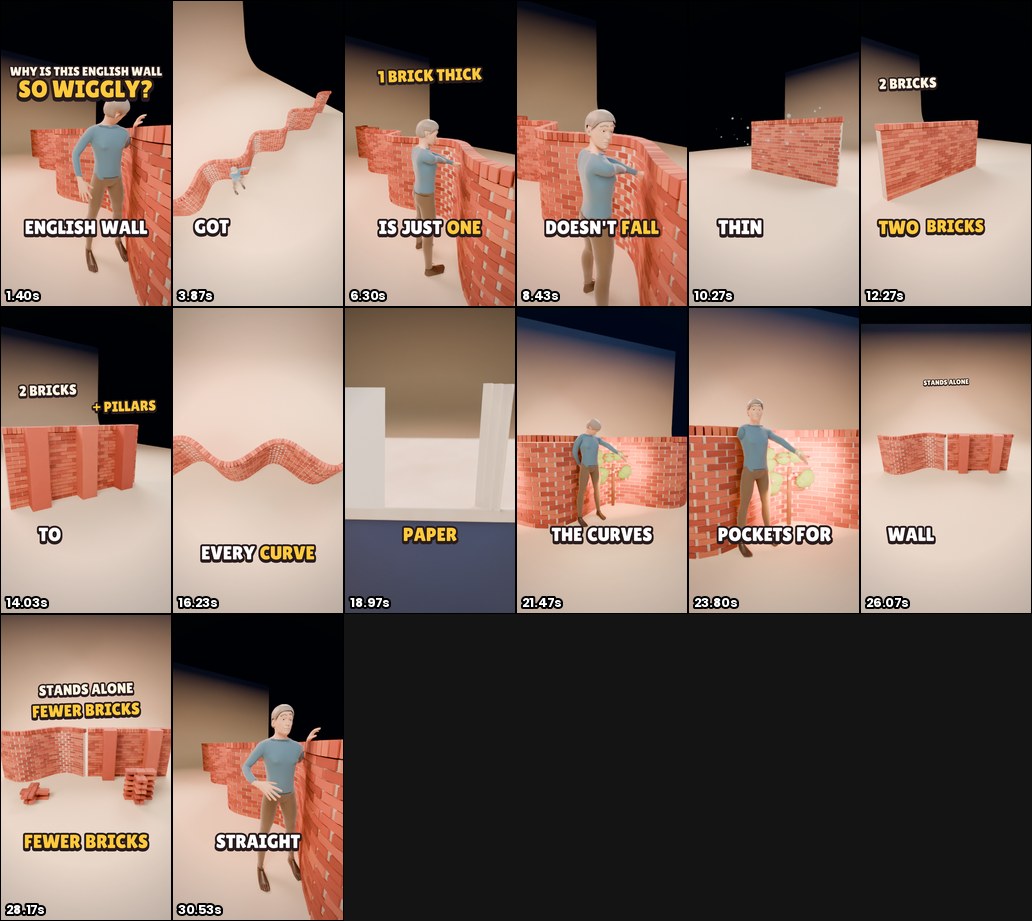 WHY IS THIS ENGLISH WALL
SO WIGGLY?
ENGLISH WALL
1.40s
GOT
3.87s
1 BRICK THICK
IS JUST ONE
6.30s
DOESN'T FALL
8.43s
THIN
10.27s
2 BRICKS
TWO BRICKS
12.27s
2 BRICKS
+ PILLARS
TO
14.03s
EVERY CURVE
16.23s
PAPER
18.97s
THE CURVES
21.47s
POCKETS FOR
23.80s
STANDS ALONE
WALL
26.07s
STANDS ALONE
FEWER BRICKS
FEWER BRICKS
28.17s
STRAIGHT
30.53s